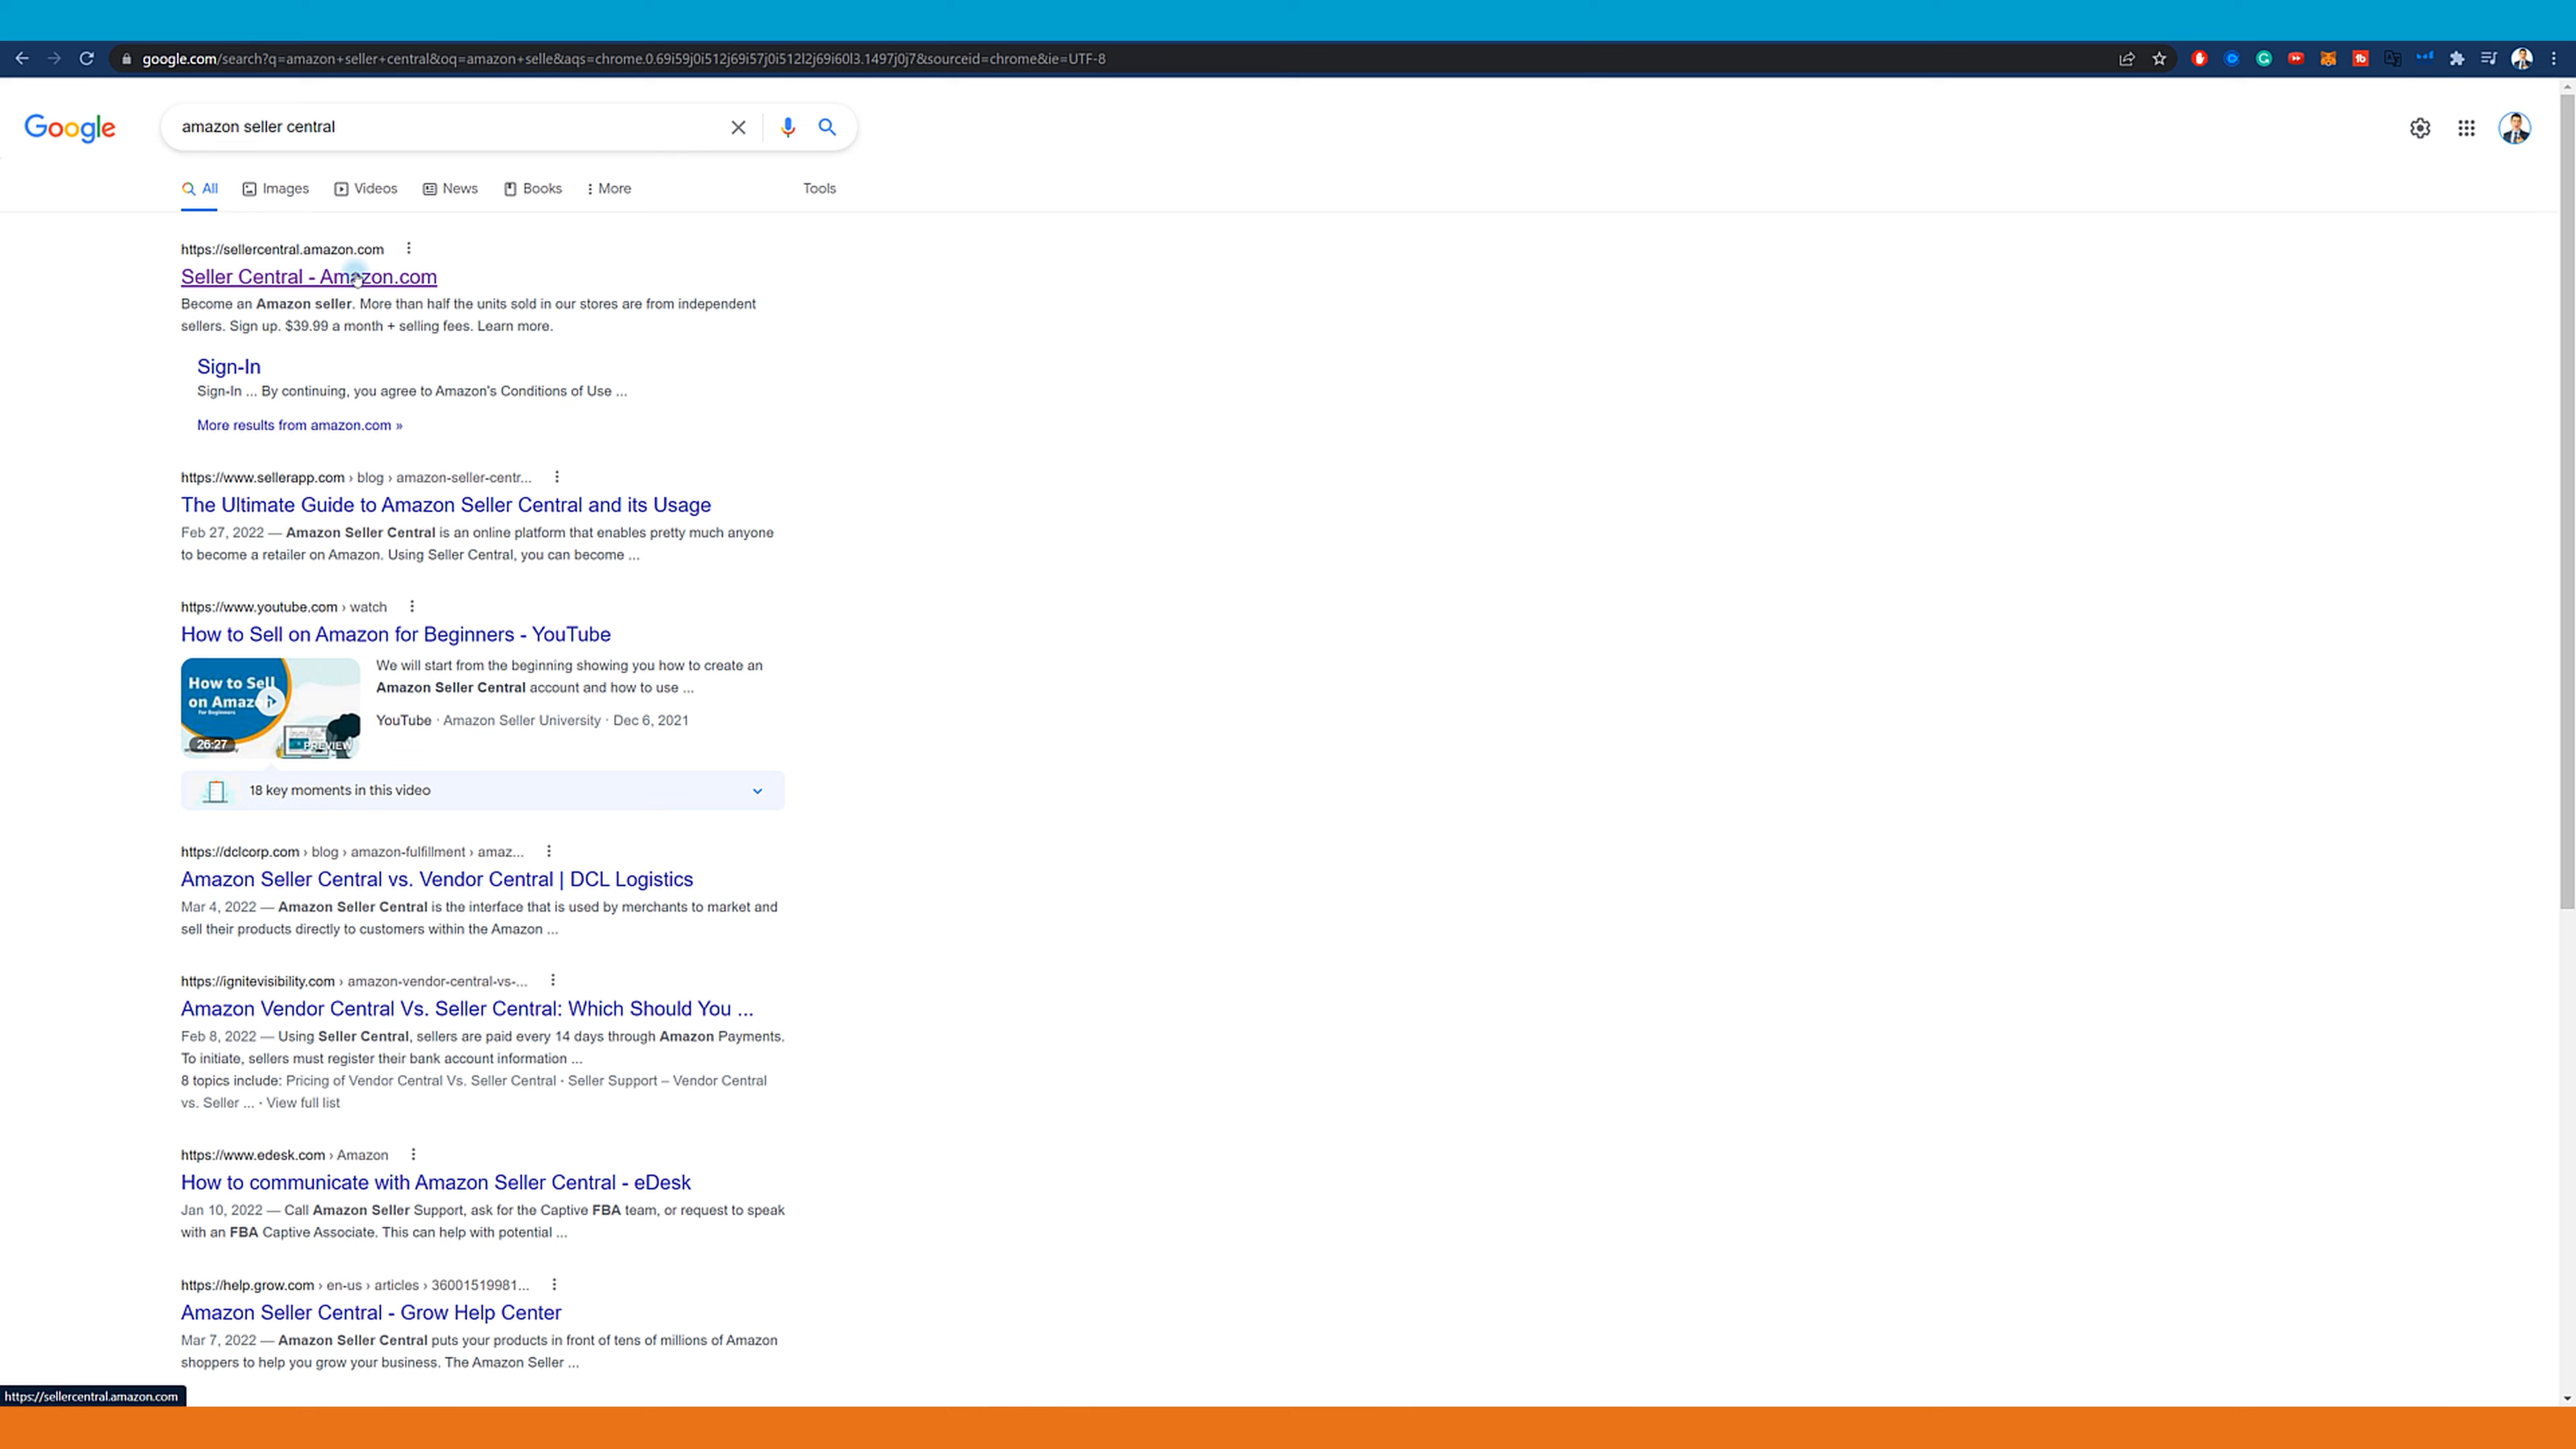 google.com/search?q=amazon+seller+central&oq=amazon+selle&aqs=chrome.0.69i59j0i512j69i57j0i512l2j69i60l3.1497j0j7&sourceid=chrome&ie=UTF-8
Google
amazon seller central
All Images Videos News Books More Tools
https://sellercentral.amazon.com
Seller Central - Amazon.com
Become an Amazon seller. More than half the units sold in our stores are from independent
sellers. Sign up. $39.99 a month + selling fees. Learn more.
Sign-In
Sign-In ... By continuing, you agree to Amazon's Conditions of Use ...
More results from amazon.com »
https://www.sellerapp.com › blog › amazon-seller-centr...
The Ultimate Guide to Amazon Seller Central and its Usage
Feb 27, 2022 — Amazon Seller Central is an online platform that enables pretty much anyone
to become a retailer on Amazon. Using Seller Central, you can become ...
https://www.youtube.com › watch
How to Sell on Amazon for Beginners - YouTube
How to Sell
on Amazon
for Beginners
26:27
PREVIEW
We will start from the beginning showing you how to create an
Amazon Seller Central account and how to use ...
YouTube · Amazon Seller University · Dec 6, 2021
18 key moments in this video
https://dclcorp.com › blog › amazon-fulfillment › amaz...
Amazon Seller Central vs. Vendor Central | DCL Logistics
Mar 4, 2022 — Amazon Seller Central is the interface that is used by merchants to market and
sell their products directly to customers within the Amazon ...
https://ignitevisibility.com › amazon-vendor-central-vs-...
Amazon Vendor Central Vs. Seller Central: Which Should You ...
Feb 8, 2022 — Using Seller Central, sellers are paid every 14 days through Amazon Payments.
To initiate, sellers must register their bank account information ...
8 topics include: Pricing of Vendor Central Vs. Seller Central · Seller Support – Vendor Central
vs. Seller ... · View full list
https://www.edesk.com › Amazon
How to communicate with Amazon Seller Central - eDesk
Jan 10, 2022 — Call Amazon Seller Support, ask for the Captive FBA team, or request to speak
with an FBA Captive Associate. This can help with potential ...
https://help.grow.com › en-us › articles › 36001519981...
Amazon Seller Central - Grow Help Center
Mar 7, 2022 — Amazon Seller Central puts your products in front of tens of millions of Amazon
shoppers to help you grow your business. The Amazon Seller ...
https://sellercentral.amazon.com